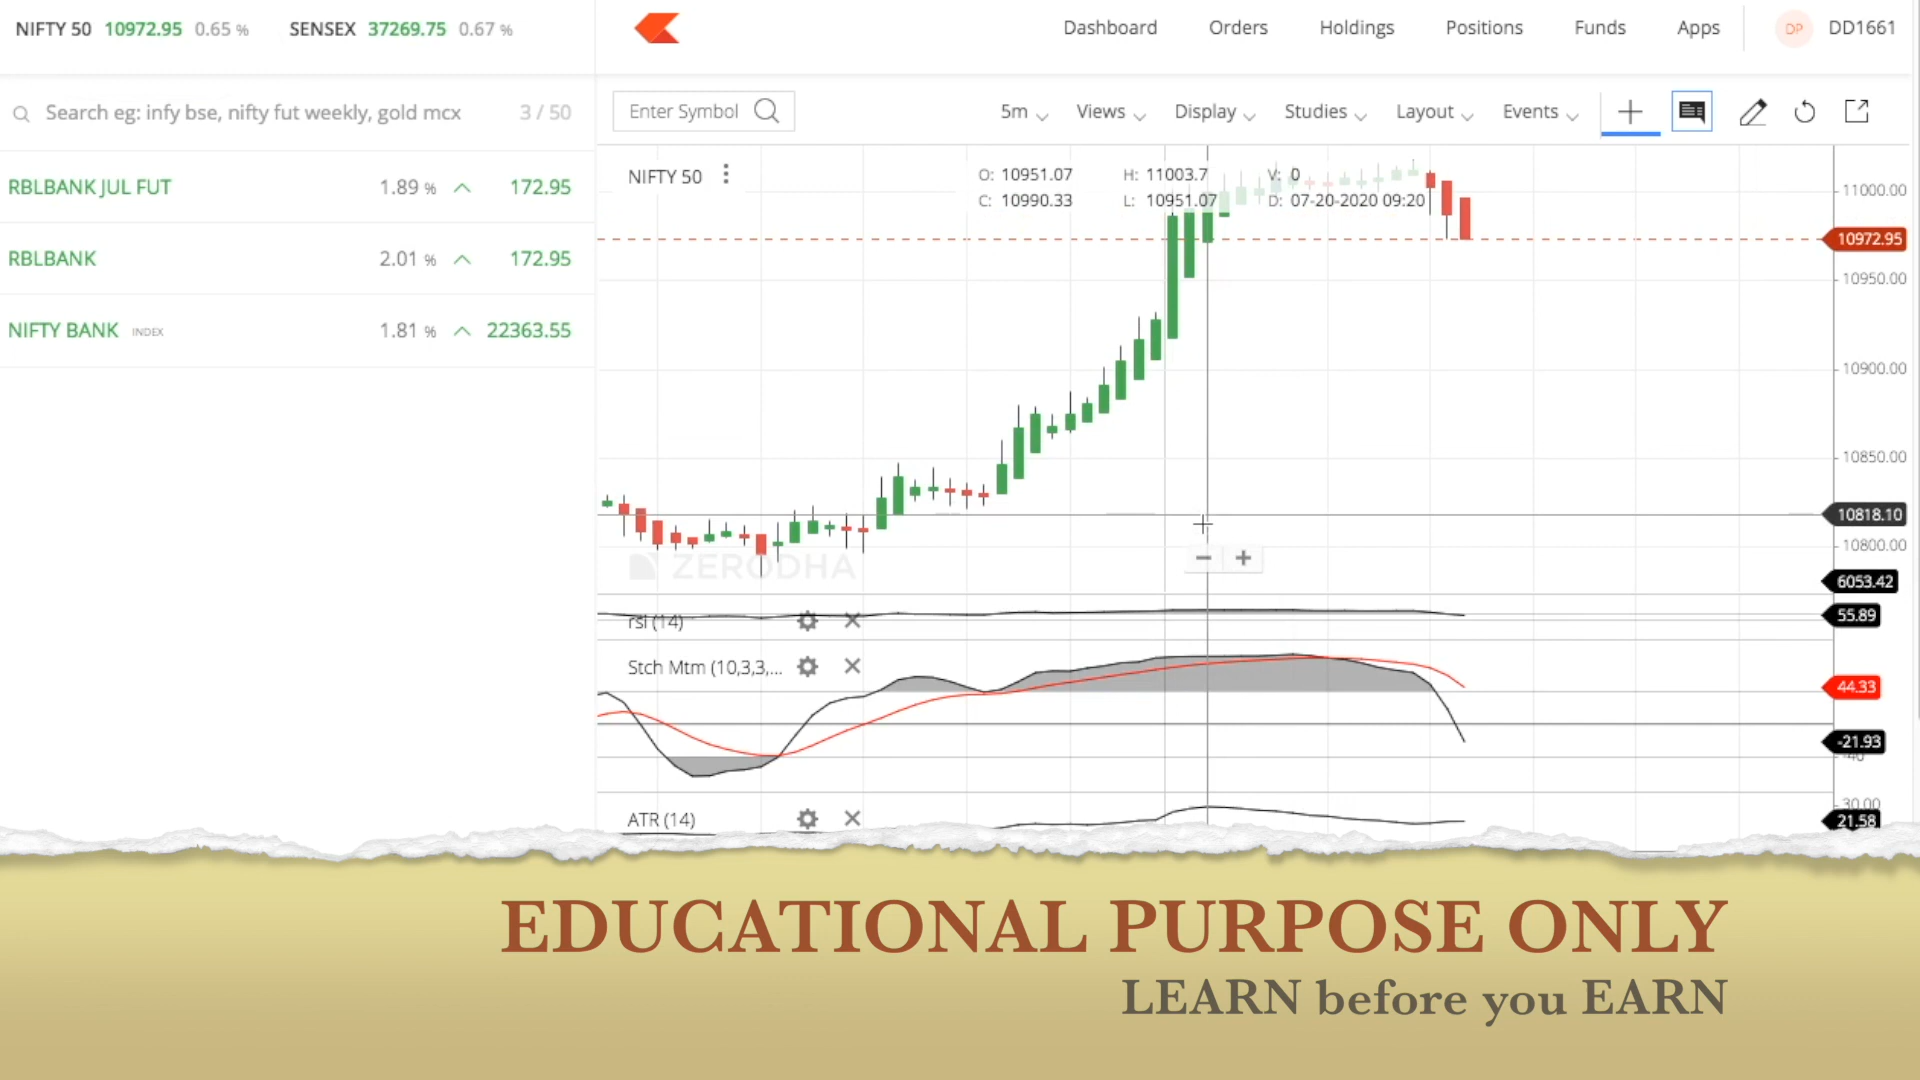 NIFTY 50 10972.95 0.65 % SENSEX 37269.75 0.67 %
Dashboard Orders Holdings Positions Funds Apps DP DD1661
Search eg: infy bse, nifty fut weekly, gold mcx 3 / 50
Enter Symbol 5m Views Display Studies Layout Events
RBLBANK JUL FUT 1.89 % 172.95
RBLBANK 2.01 % 172.95
NIFTY BANK INDEX 1.81 % 22363.55
NIFTY 50
O: 10951.07 H: 11003.7 V: 0
C: 10990.33 L: 10951.07 D: 07-20-2020 09:20
11000.00
10972.95
10950.00
10900.00
10850.00
10818.10
10800.00
ZERODHA
6053.42
rsi (14)
55.89
Stch Mtm (10,3,3,...
44.33
-21.93
-40
30.00
ATR (14)
21.58
EDUCATIONAL PURPOSE ONLY
LEARN before you EARN